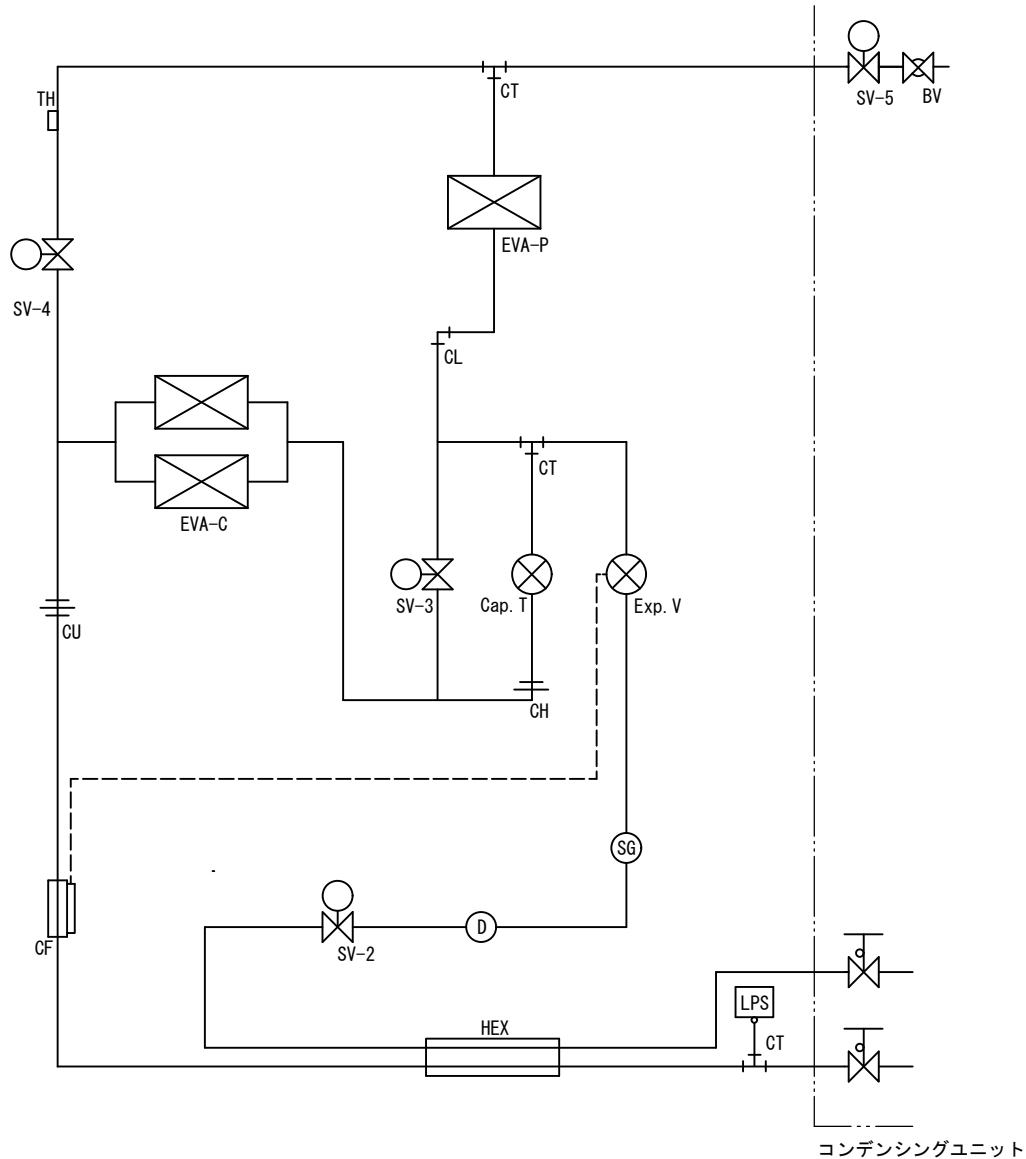 CT
SV-5
BV
TH
EVA-P
SV-4
CL
CT
EVA-C
SV-3
Cap. T
Exp. V
CU
CH
SG
D
CF
SV-2
LPS
HEX
CT
コンデンシングユニット